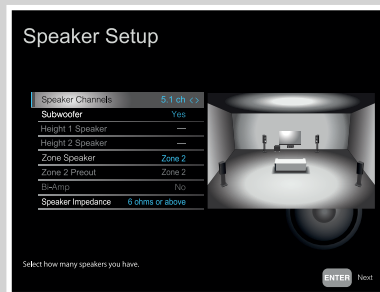 Speaker Setup
Speaker Channels 5.1 ch <>
Subwoofer Yes
Height 1 Speaker ---
Height 2 Speaker ---
Zone Speaker Zone 2
Zone 2 Preout Zone 2
Bi-Amp No
Speaker Impedance 6 ohms or above
Select how many speakers you have.
ENTER Next